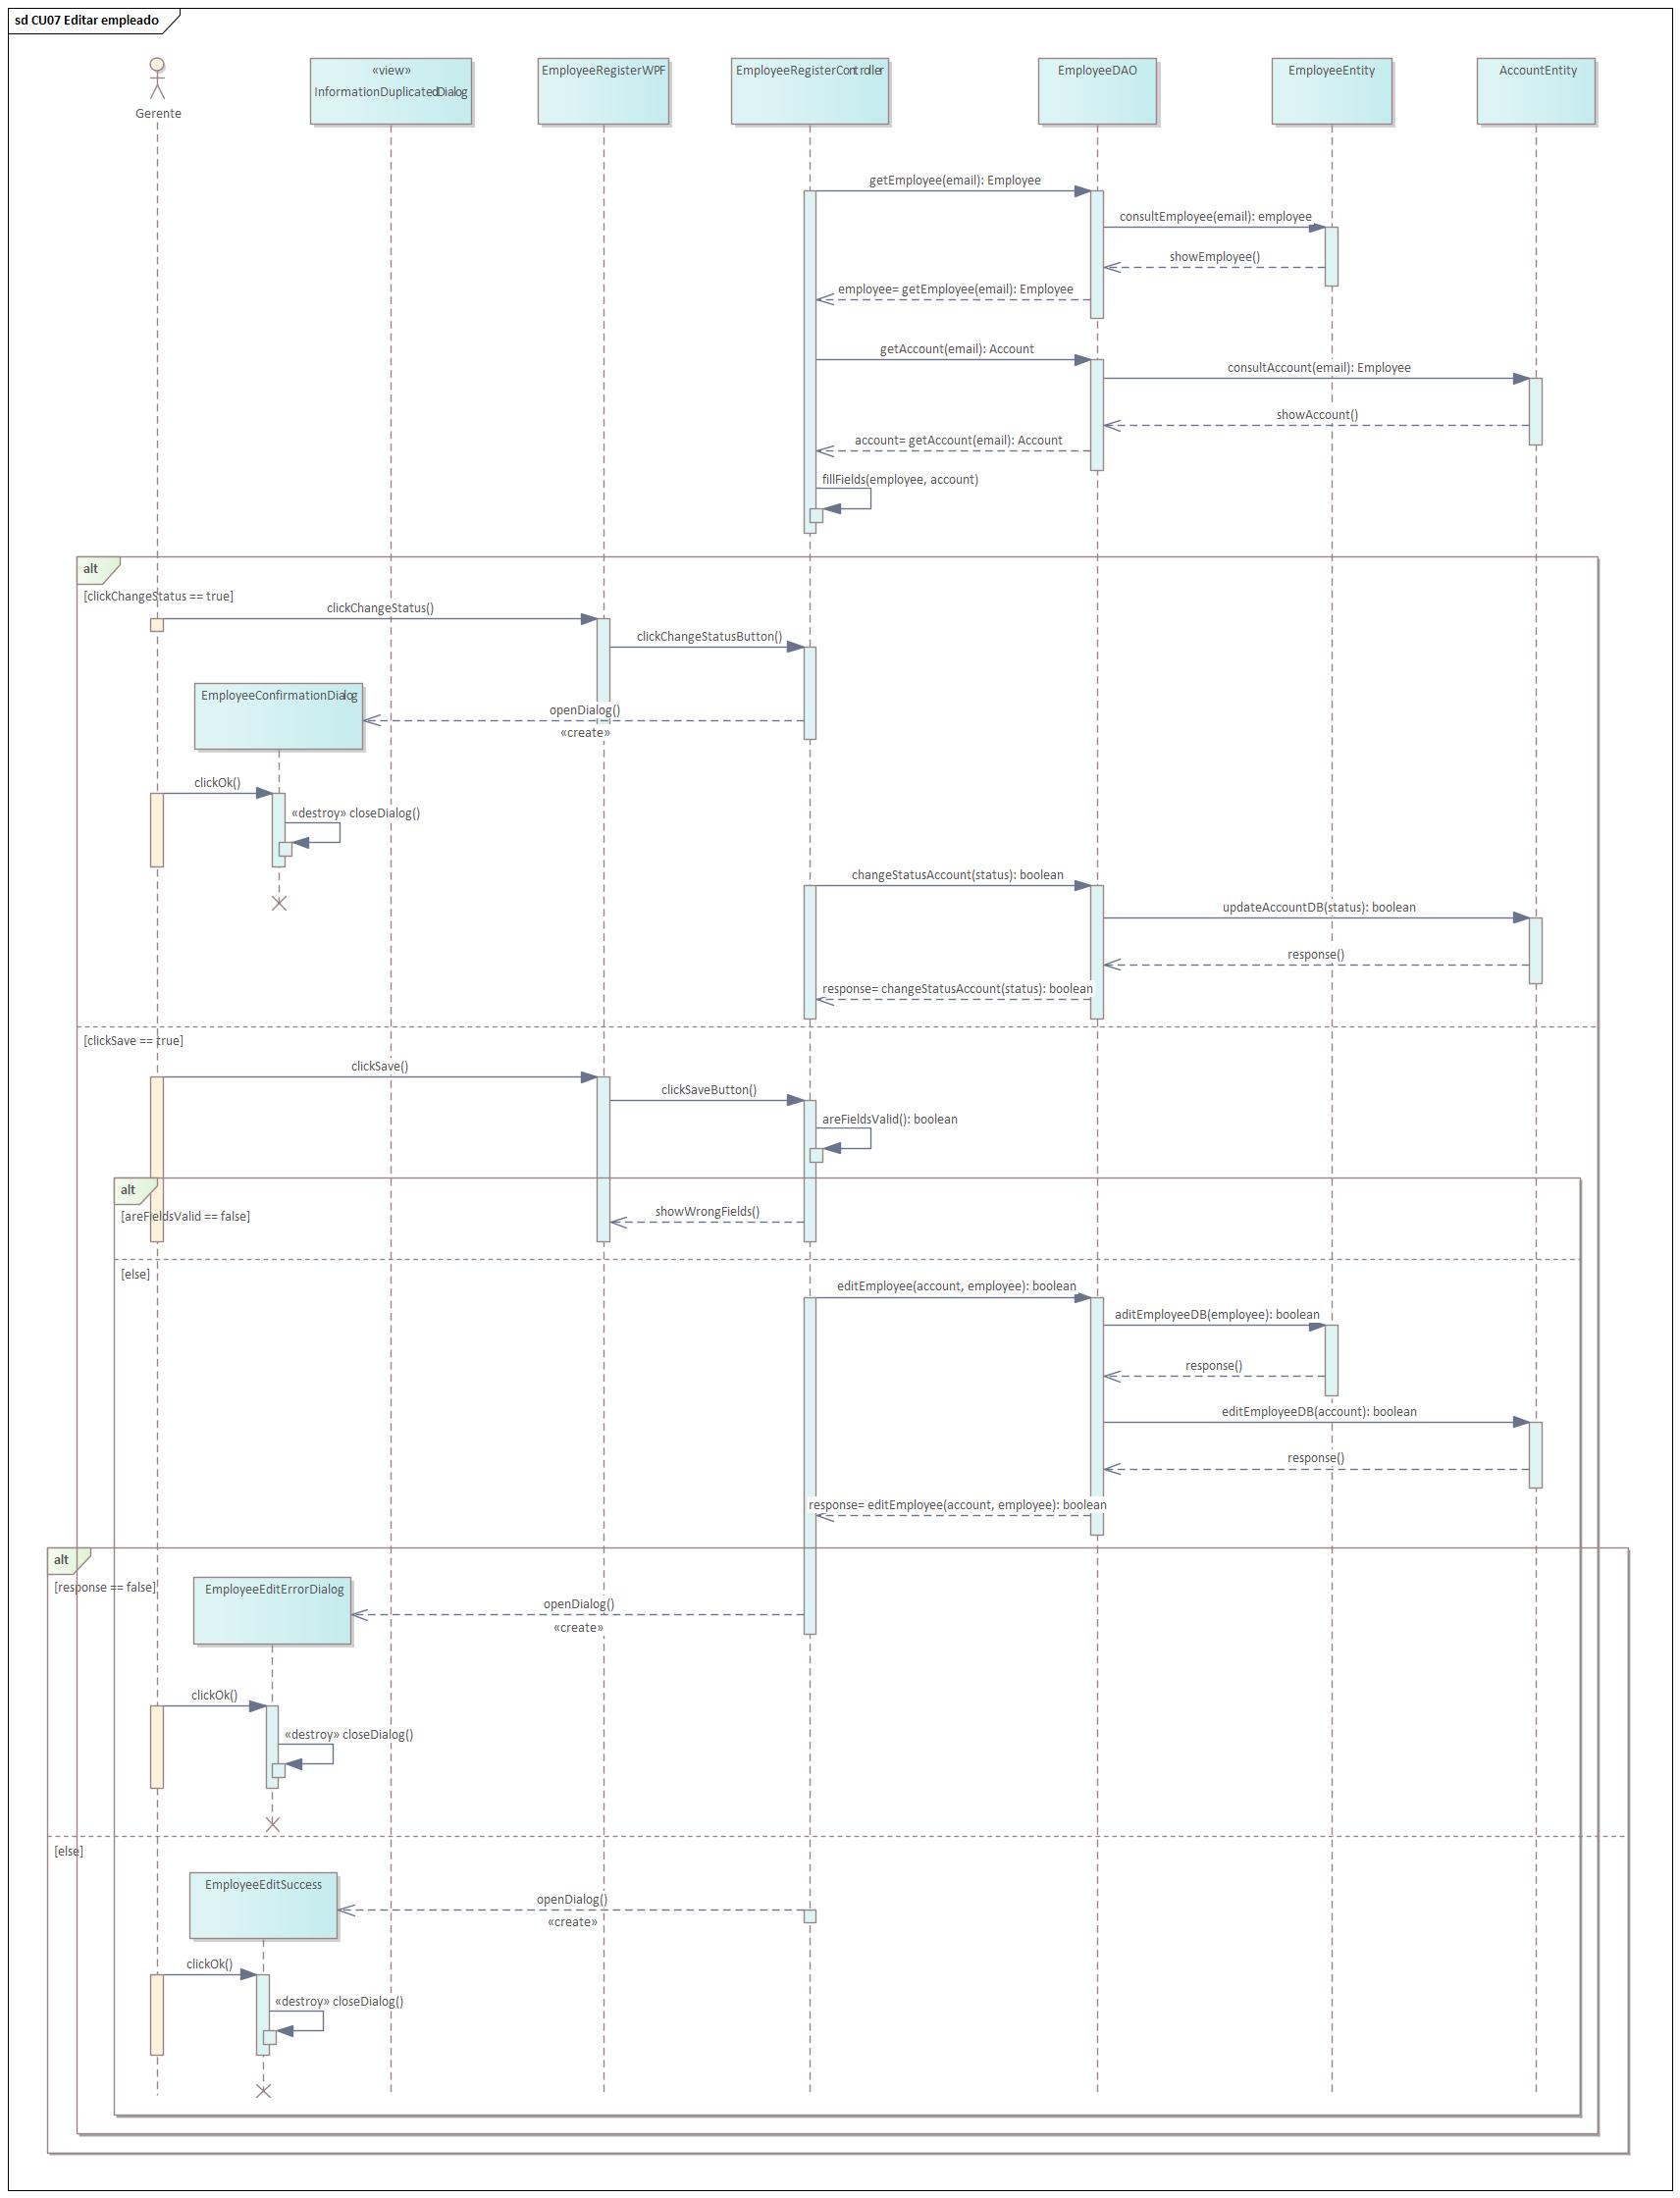 sd CU07 Editar empleado
Gerente
«view»
InformationDuplicatedDialog
EmployeeRegisterWPF
EmployeeRegisterController
EmployeeDAO
EmployeeEntity
AccountEntity
getEmployee(email): Employee
consultEmployee(email): employee
showEmployee()
employee= getEmployee(email): Employee
getAccount(email): Account
consultAccount(email): Employee
showAccount()
account= getAccount(email): Account
fillFields(employee, account)
alt
[clickChangeStatus == true]
clickChangeStatus()
clickChangeStatusButton()
EmployeeConfirmationDialog
openDialog()
«create»
clickOk()
«destroy» closeDialog()
changeStatusAccount(status): boolean
updateAccountDB(status): boolean
response()
response= changeStatusAccount(status): boolean
[clickSave == true]
clickSave()
clickSaveButton()
areFieldsValid(): boolean
alt
[areFieldsValid == false]
showWrongFields()
[else]
editEmployee(account, employee): boolean
aditEmployeeDB(employee): boolean
response()
editEmployeeDB(account): boolean
response()
response= editEmployee(account, employee): boolean
alt
[response == false]
EmployeeEditErrorDialog
openDialog()
«create»
clickOk()
«destroy» closeDialog()
[else]
EmployeeEditSuccess
openDialog()
«create»
clickOk()
«destroy» closeDialog()